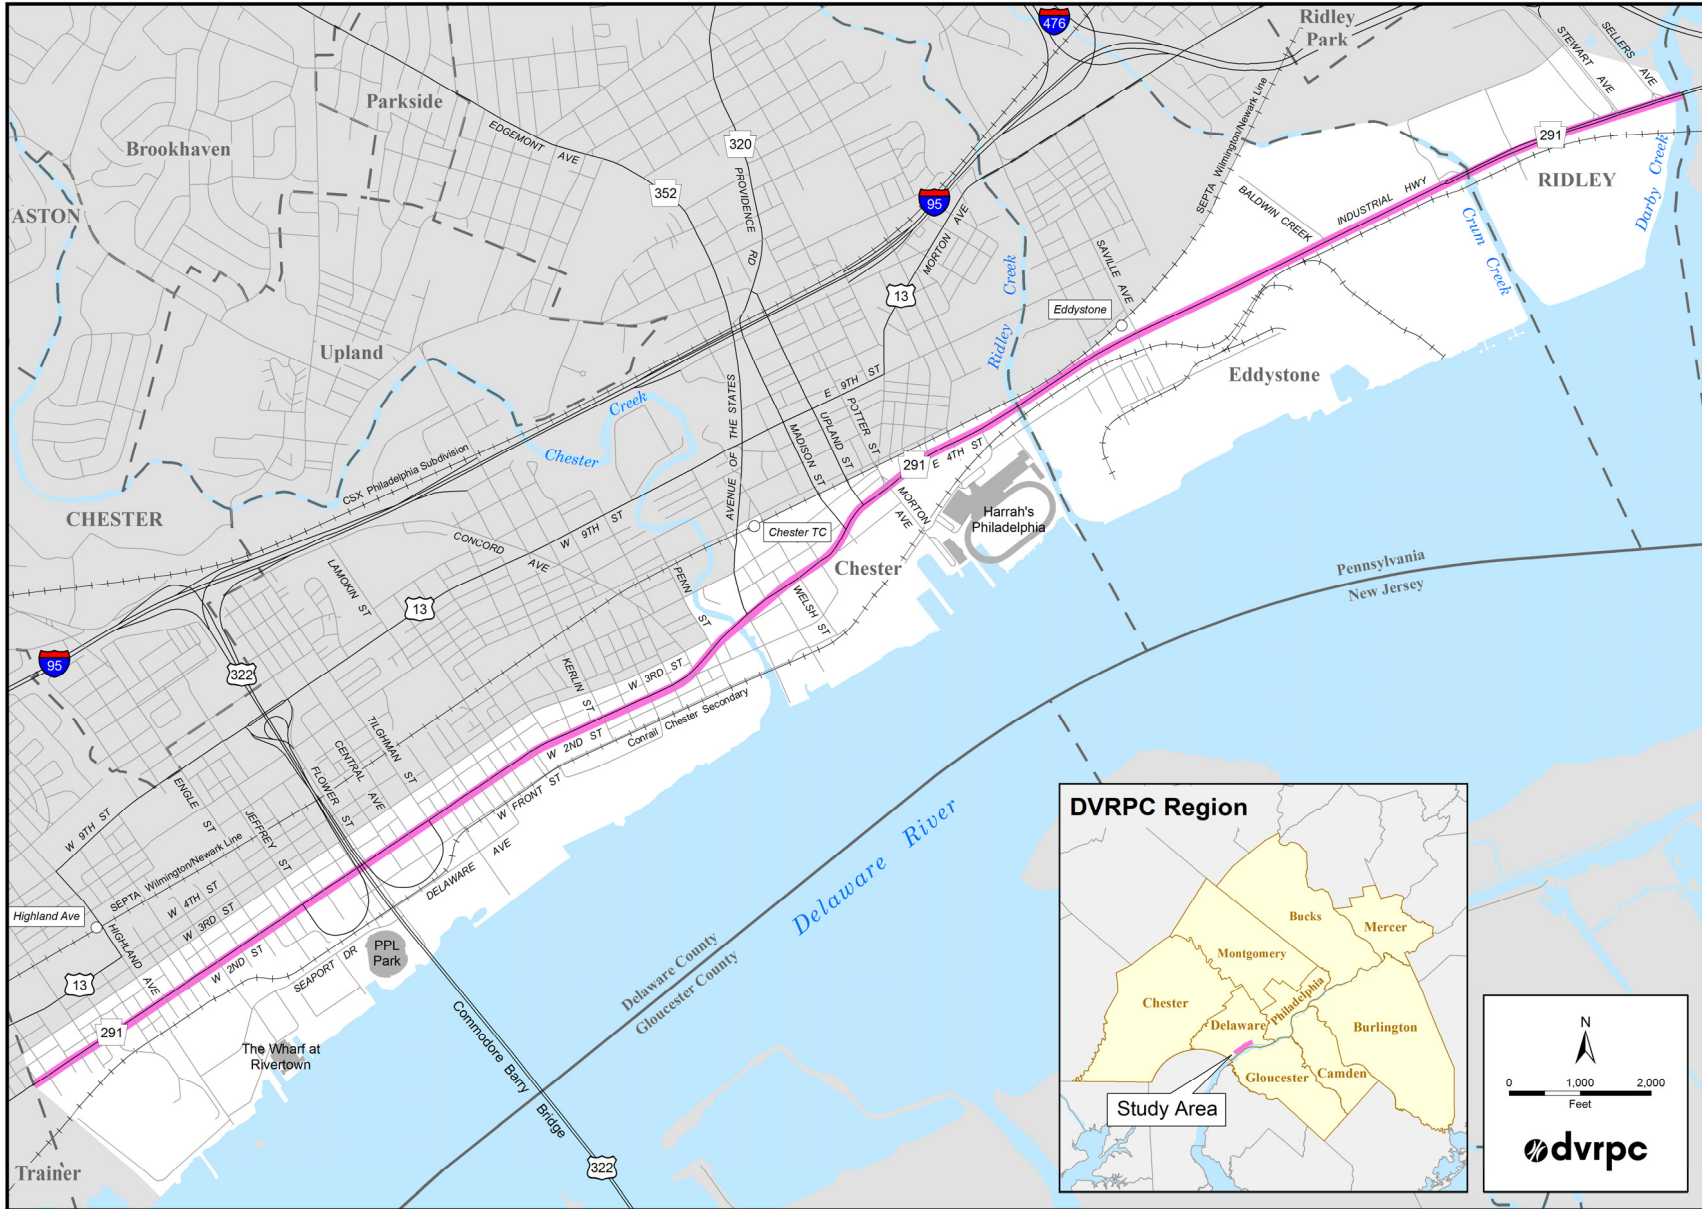 476
Ridley
Park
STEWART AVE
SELLERS AVE
Parkside
Brookhaven
EDGEMONT AVE
320
352
PROVIDENCE RD
SEPTA Wilmington/Newark Line
291
RIDLEY
Darby Creek
ASTON
95
MORTON AVE
BALDWIN CREEK
INDUSTRIAL HWY
Crum Creek
Ridley Creek
SAVILLE AVE
13
Eddystone
Upland
Eddystone
Creek
Chester
AVENUE OF THE STATES
E 9TH ST
POTTER ST
UPLAND ST
MADISON ST
CSX Philadelphia Subdivision
291
E 4TH ST
MORTON AVE
Harrah's
Philadelphia
CHESTER
CONCORD AVE
W 9TH ST
Chester TC
Chester
Pennsylvania
New Jersey
LAMOKIN ST
PENN ST
WELSH ST
13
95
322
KERLIN ST
W 3RD ST
W 2ND ST
Conrail Chester Secondary
TILGHMAN ST
CENTRAL AVE
FLOWER ST
W FRONT ST
ENGLE ST
JEFFREY ST
W 9TH ST
SEPTA Wilmington/Newark Line
DELAWARE AVE
Delaware River
W 4TH ST
W 3RD ST
Highland Ave
HIGHLAND AVE
W 2ND ST
SEAPORT DR
PPL
Park
13
291
Delaware County
Gloucester County
The Wharf at
Rivertown
Commodore Barry Bridge
322
Trainer
DVRPC Region
Bucks
Mercer
Montgomery
Chester
Philadelphia
Delaware
Burlington
Gloucester
Camden
Study Area
N
0 1,000 2,000
Feet
dvrpc